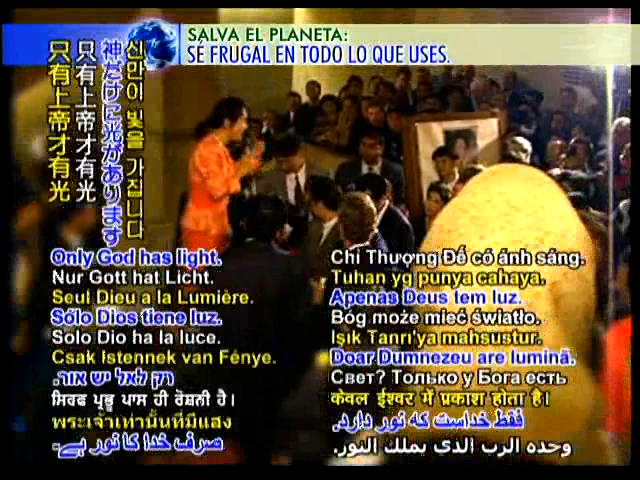 SALVA EL PLANETA:
SÉ FRUGAL EN TODO LO QUE USES.
신만이 빛을 가집니다
神だけに光があります
只有上帝才有光
只有上帝才有光
Only God has light.
Nur Gott hat Licht.
Seul Dieu a la Lumière.
Sólo Dios tiene luz.
Solo Dio ha la luce.
Csak Istennek van Fénye.
רק לאל יש אור.
ਸਿਰਫ ਪ੍ਰਭੂ ਪਾਸ ਹੀ ਰੋਸ਼ਨੀ ਹੈ।
พระเจ้าเท่านั้นที่มีแสง
صرف خدا کا نور ہے.
Chỉ Thượng Đế có ánh sáng.
Tuhan yg punya cahaya.
Apenas Deus tem luz.
Bóg może mieć światło.
Işik Tanrı'ya mahsustur.
Doar Dumnezeu are lumină.
Свет? Только у Бога есть
केवल ईश्वर में प्रकाश होता है।
فقط خداست که نور دارد.
وحده الرب الذي يملك النور.